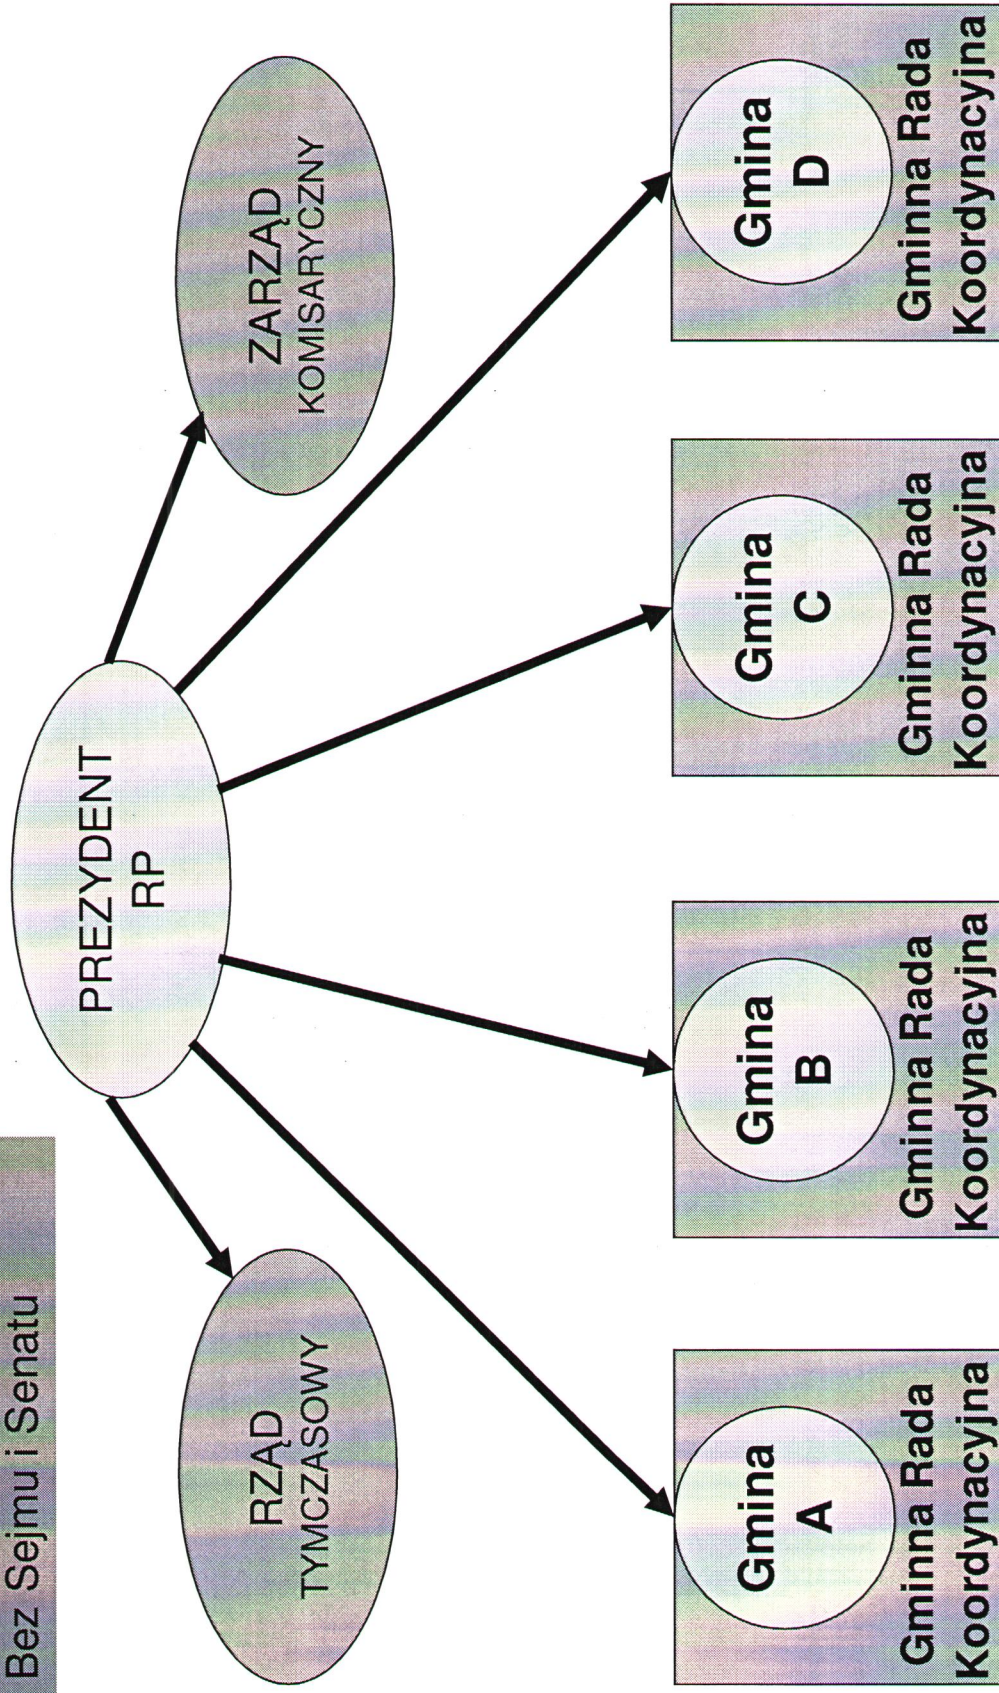 Bez Sejmu i Senatu
PREZYDENT
RP
RZĄD
TYMCZASOWY
ZARZĄD
KOMISARYCZNY
Gmina
A
Gminna Rada
Koordynacyjna
Gmina
B
Gminna Rada
Koordynacyjna
Gmina
C
Gminna Rada
Koordynacyjna
Gmina
D
Gminna Rada
Koordynacyjna